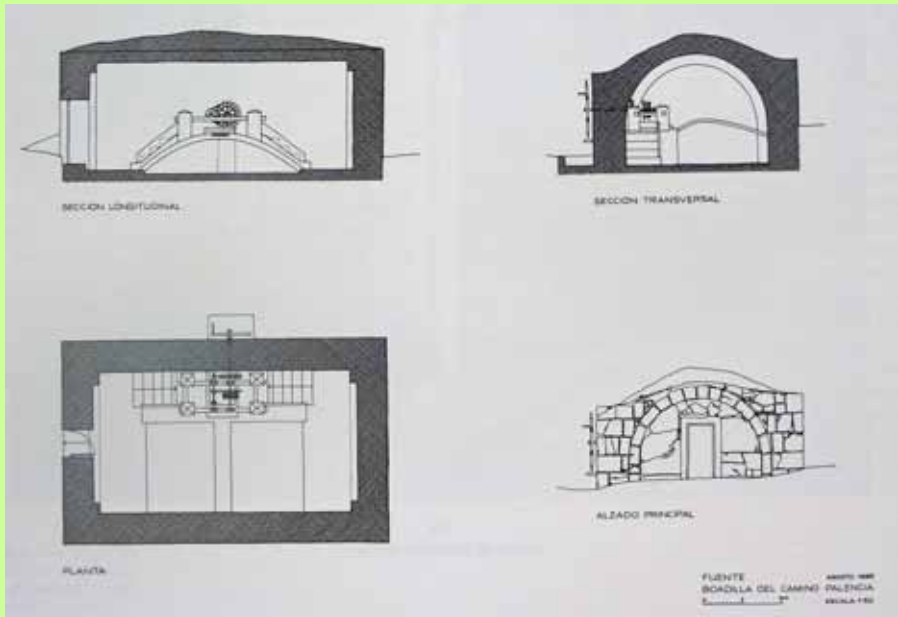 SECCION LONGITUDINAL
SECCION TRANSVERSAL
PLANTA
ALZADO PRINCIPAL
FUENTE
BOADILLA DEL CAMINO PALENCIA
ESCALA 1:50